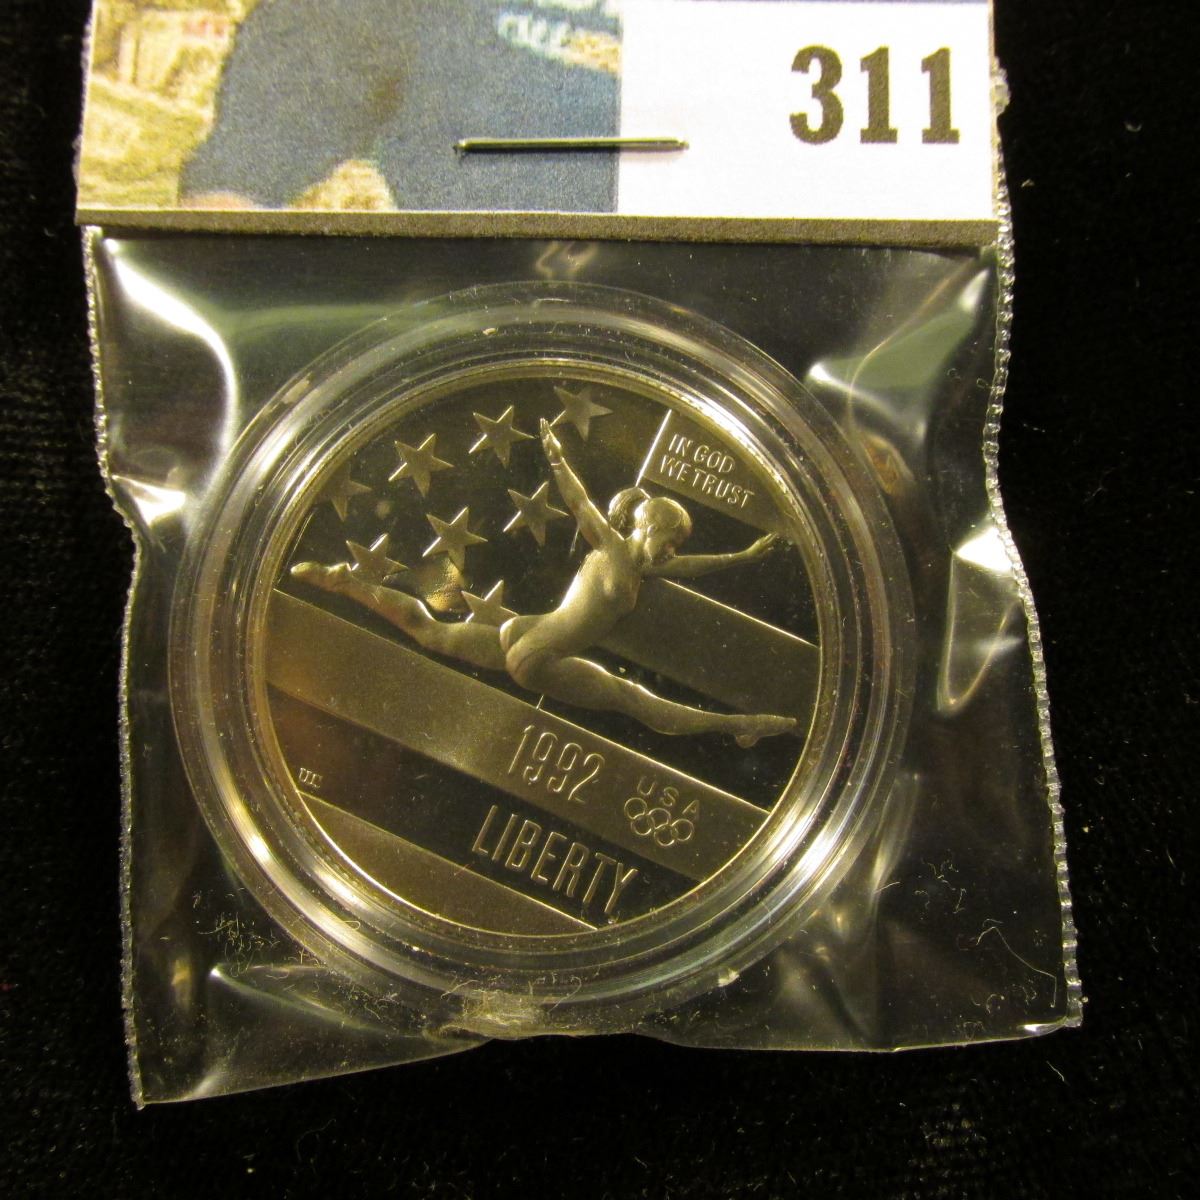 311
IN GOD
WE TRUST
1992
USA
LIBERTY